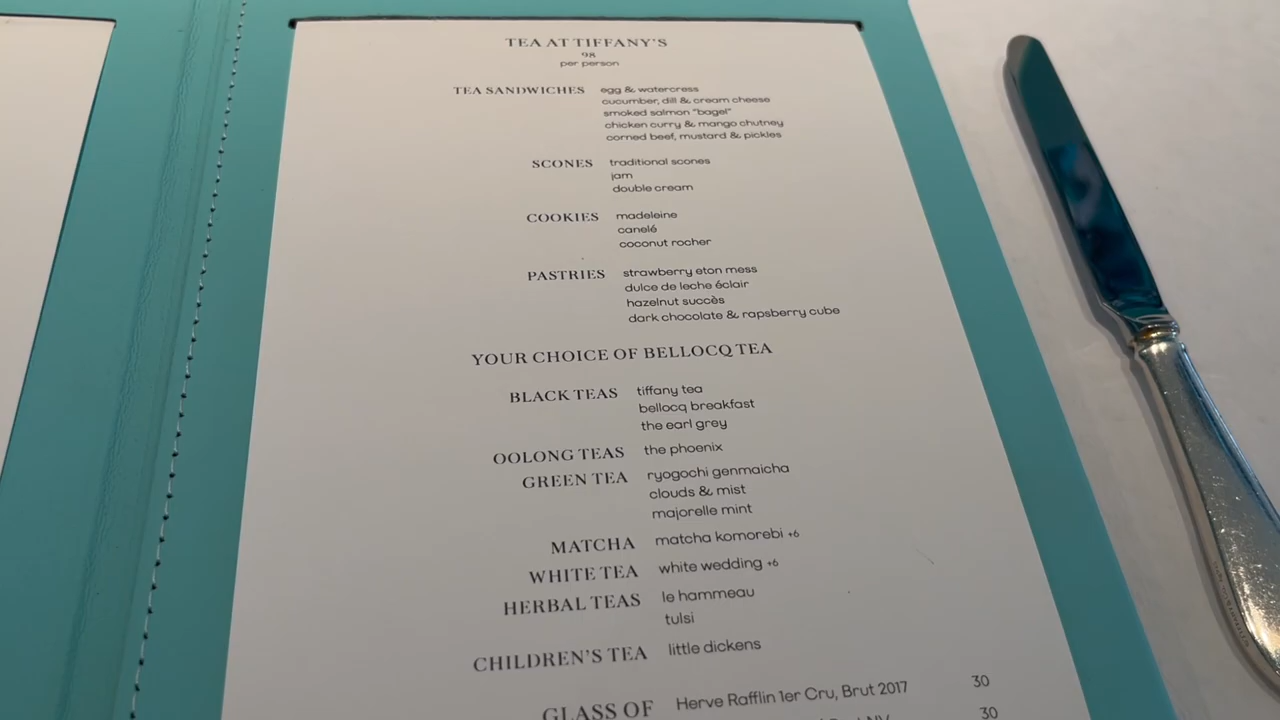 TEA AT TIFFANY'S
98
per person
TEA SANDWICHES egg & watercress
cucumber, dill & cream cheese
smoked salmon "bagel"
chicken curry & mango chutney
corned beef, mustard & pickles
SCONES traditional scones
jam
double cream
COOKIES madeleine
canelé
coconut rocher
PASTRIES strawberry eton mess
dulce de leche éclair
hazelnut succès
dark chocolate & rapsberry cube
YOUR CHOICE OF BELLOCQ TEA
BLACK TEAS tiffany tea
bellocq breakfast
the earl grey
OOLONG TEAS the phoenix
GREEN TEA ryogochi genmaicha
clouds & mist
majorelle mint
MATCHA matcha komorebi +6
WHITE TEA white wedding +6
HERBAL TEAS le hammeau
tulsi
CHILDREN'S TEA little dickens
GLASS OF Herve Rafflin 1er Cru, Brut 2017 30
30